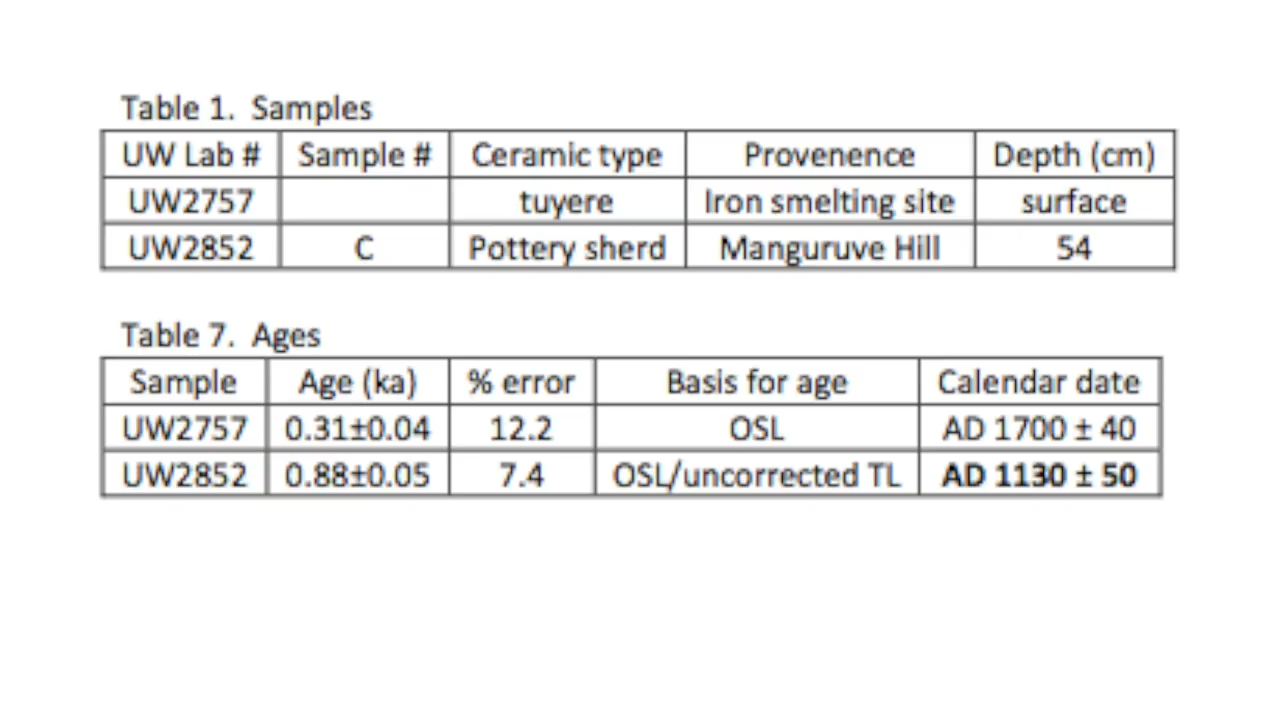 Table 1. Samples
UW Lab # Sample # Ceramic type Provenence Depth (cm)
UW2757 tuyere Iron smelting site surface
UW2852 C Pottery sherd Manguruve Hill 54
Table 7. Ages
Sample Age (ka) % error Basis for age Calendar date
UW2757 0.31±0.04 12.2 OSL AD 1700 ± 40
UW2852 0.88±0.05 7.4 OSL/uncorrected TL AD 1130 ± 50